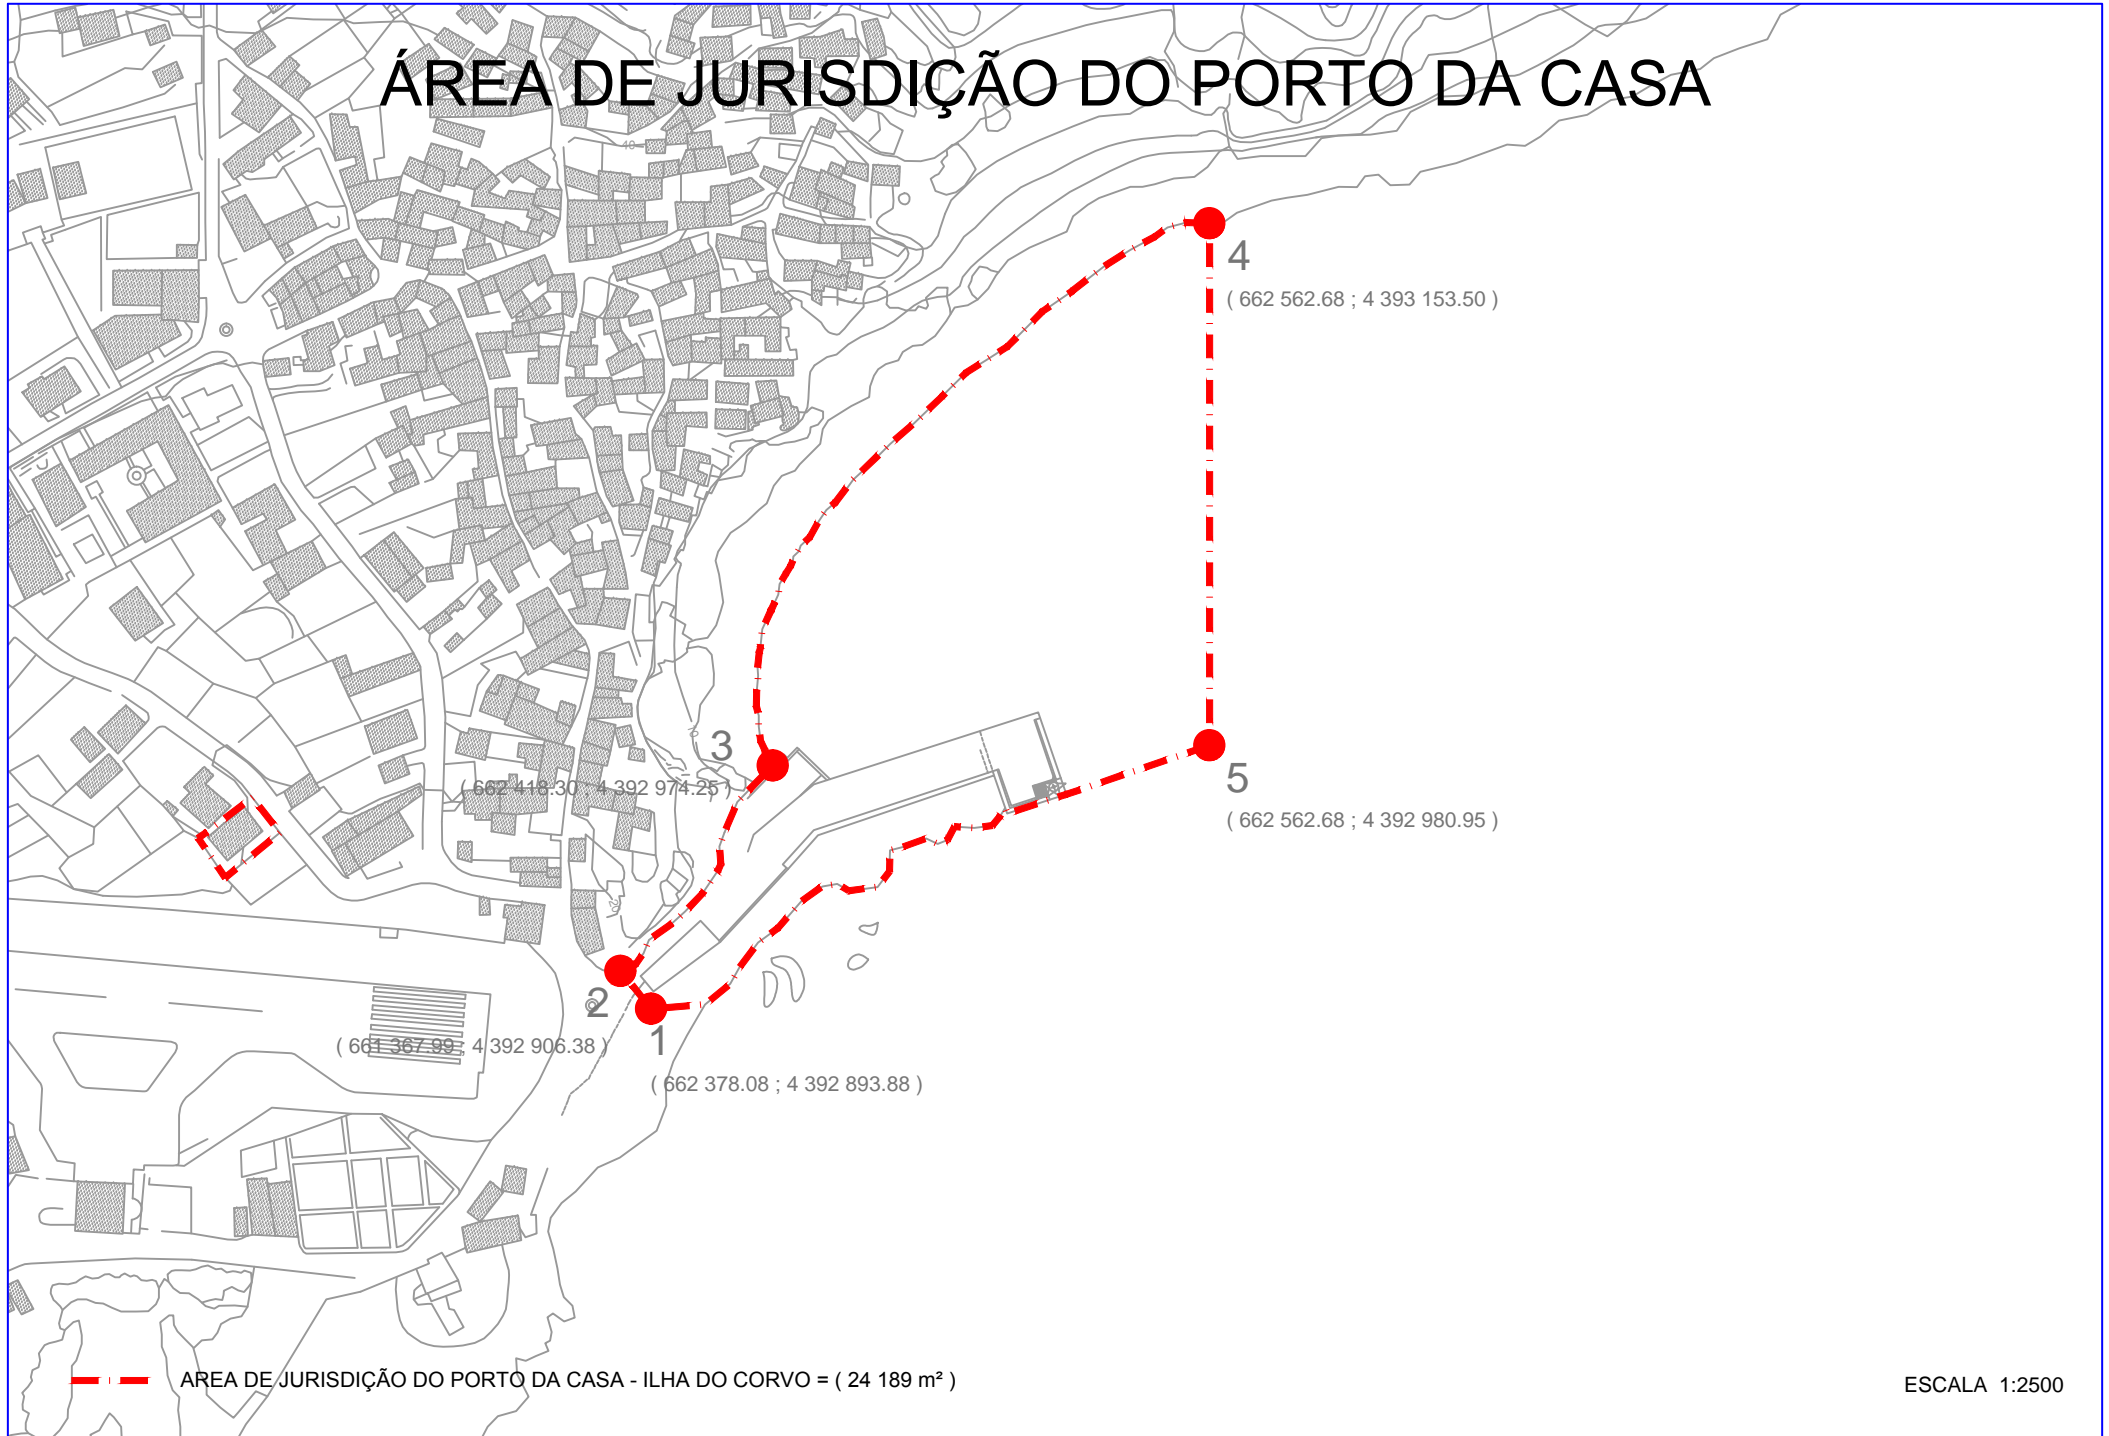 ÁREA DE JURISDIÇÃO DO PORTO DA CASA
40
4
( 662 562.68 ; 4 393 153.50 )
10
3
( 662 418.30 ; 4 392 974.25 )
5
( 662 562.68 ; 4 392 980.95 )
20
2
( 661 367.99 ; 4 392 906.38 )
1
( 662 378.08 ; 4 392 893.88 )
AREA DE JURISDIÇÃO DO PORTO DA CASA - ILHA DO CORVO = ( 24 189 m² )
ESCALA 1:2500